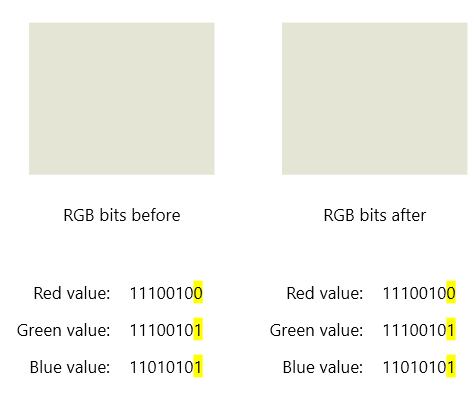 RGB bits before RGB bits after
Red value: 11100100 Red value: 11100100
Green value: 11100101 Green value: 11100101
Blue value: 11010101 Blue value: 11010101